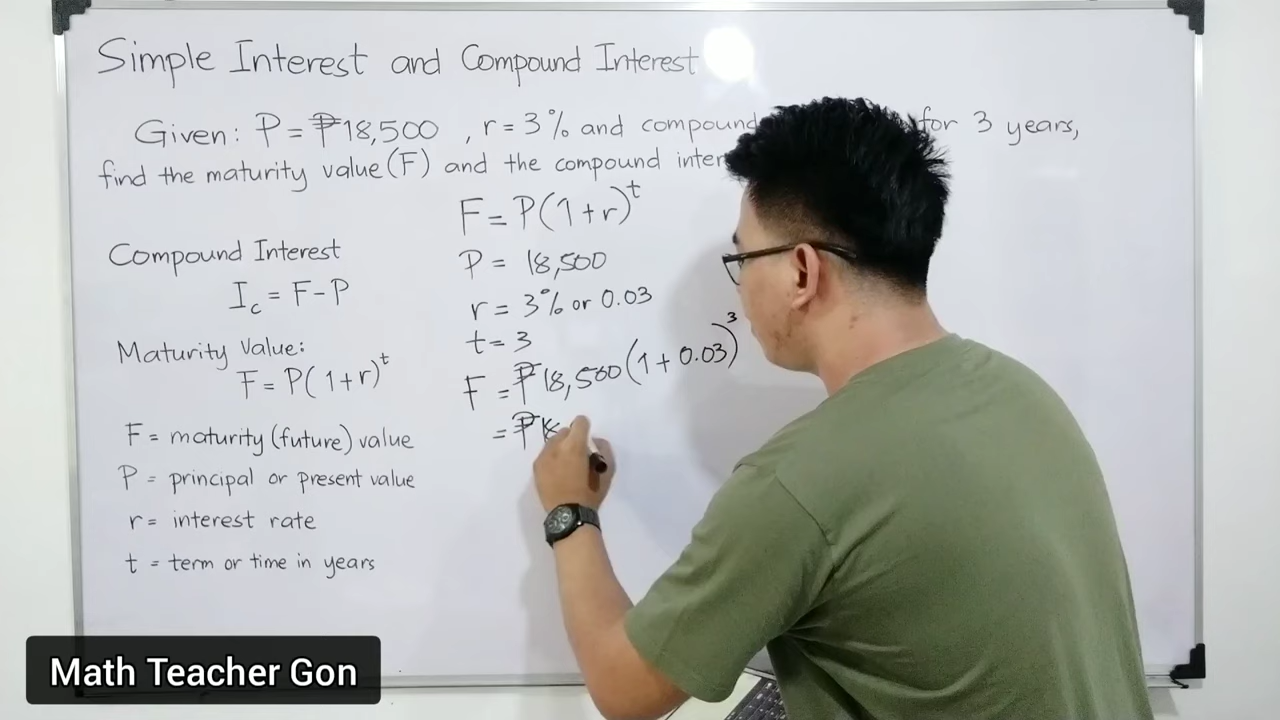 Simple Interest and Compound Interest
Given: P = ₱18,500 , r = 3% and compound for 3 years,
find the maturity value (F) and the compound
F = P(1+r)^t
Compound Interest
I_c = F-P
P = 18,500
r = 3% or 0.03
t = 3
Maturity Value:
F = P(1+r)^t
F = ₱18,500(1+0.03)^3
= ₱18
F = maturity (future) value
P = principal or present value
r = interest rate
t = term or time in years
Math Teacher Gon